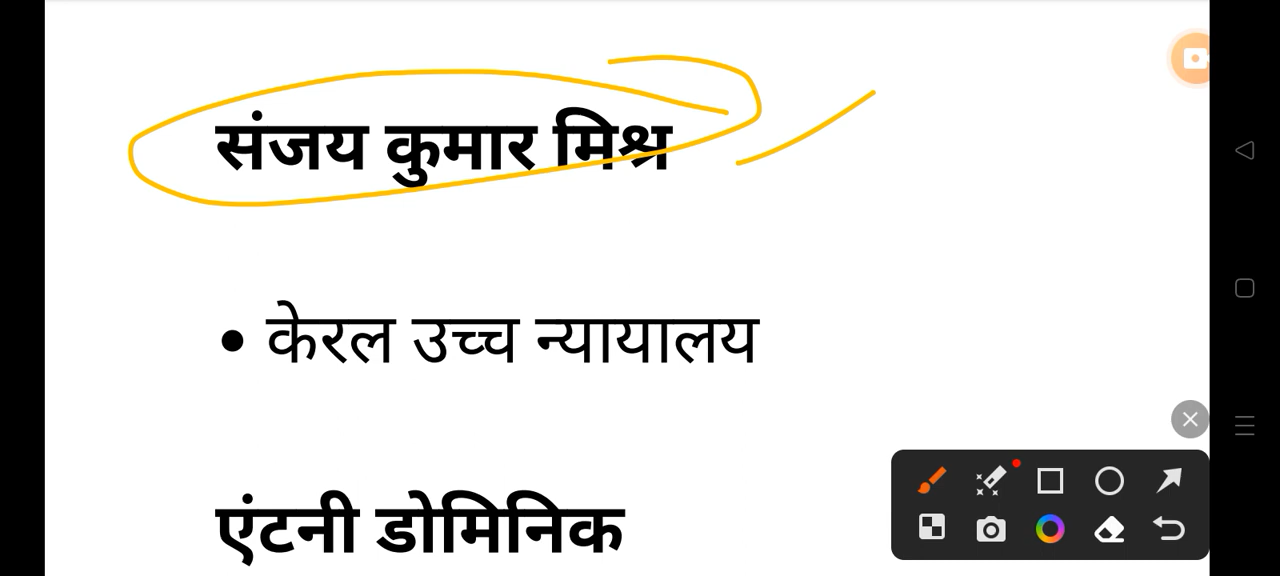 संजय कुमार मिश्र
• केरल उच्च न्यायालय
एंटनी डोमिनिक